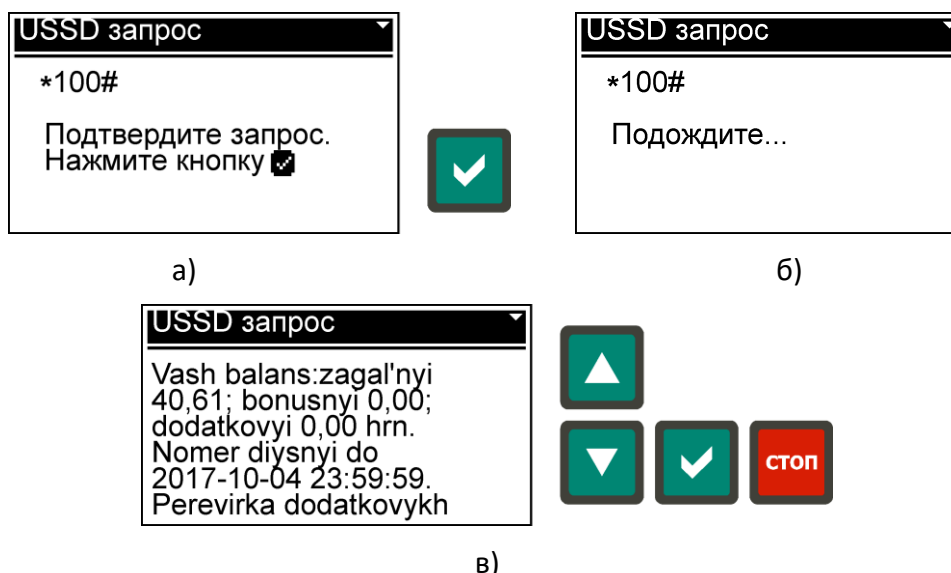 USSD запрос
*100#
Подтвердите запрос.
Нажмите кнопку
а)
USSD запрос
*100#
Подождите...
б)
USSD запрос
Vash balans:zagal'nyi
40,61; bonusnyi 0,00;
dodatkovyi 0,00 hrn.
Nomer diysnyi do
2017-10-04 23:59:59.
Perevirka dodatkovykh
стоп
в)